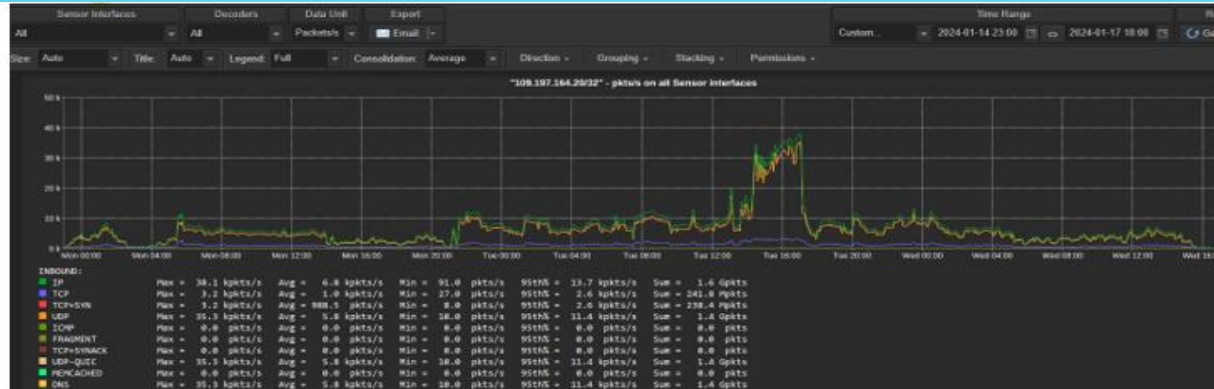 Sensor Interfaces Decoders Data Unit Export Time Range
All All Packets/s Email Custom... 2024-01-14 23:00 2024-01-17 18:00
Size: Auto Title: Auto Legend: Full Consolidation: Average Direction Grouping Stacking Permissions
"109.197.164.20/32" - pkts/s on all Sensor interfaces
50 k
40 k
30 k
20 k
10 k
0 k
Mon 00:00 Mon 04:00 Mon 08:00 Mon 12:00 Mon 16:00 Mon 20:00 Tue 00:00 Tue 04:00 Tue 08:00 Tue 12:00 Tue 16:00 Tue 20:00 Wed 00:00 Wed 04:00 Wed 08:00 Wed 12:00 Wed 16:
INBOUND:
IP Max = 38.1 kpkts/s Avg = 6.8 kpkts/s Min = 91.0 pkts/s 95th% = 13.7 kpkts/s Sum = 1.6 Gpkts
TCP Max = 3.2 kpkts/s Avg = 1.0 kpkts/s Min = 27.0 pkts/s 95th% = 2.6 kpkts/s Sum = 241.8 Mpkts
TCP+SYN Max = 3.2 kpkts/s Avg = 980.5 pkts/s Min = 8.0 pkts/s 95th% = 2.6 kpkts/s Sum = 238.4 Mpkts
UDP Max = 35.3 kpkts/s Avg = 5.8 kpkts/s Min = 10.0 pkts/s 95th% = 11.4 kpkts/s Sum = 1.4 Gpkts
ICMP Max = 0.0 pkts/s Avg = 0.0 pkts/s Min = 0.0 pkts/s 95th% = 0.0 pkts/s Sum = 0.0 pkts
FRAGMENT Max = 0.0 pkts/s Avg = 0.0 pkts/s Min = 0.0 pkts/s 95th% = 0.0 pkts/s Sum = 0.0 pkts
TCP+SYNACK Max = 0.0 pkts/s Avg = 0.0 pkts/s Min = 0.0 pkts/s 95th% = 0.0 pkts/s Sum = 0.0 pkts
UDP-QUIC Max = 35.3 kpkts/s Avg = 5.8 kpkts/s Min = 10.0 pkts/s 95th% = 11.4 kpkts/s Sum = 1.4 Gpkts
MEMCACHED Max = 0.0 pkts/s Avg = 0.0 pkts/s Min = 0.0 pkts/s 95th% = 0.0 pkts/s Sum = 0.0 pkts
DNS Max = 35.3 kpkts/s Avg = 5.8 kpkts/s Min = 10.0 pkts/s 95th% = 11.4 kpkts/s Sum = 1.4 Gpkts